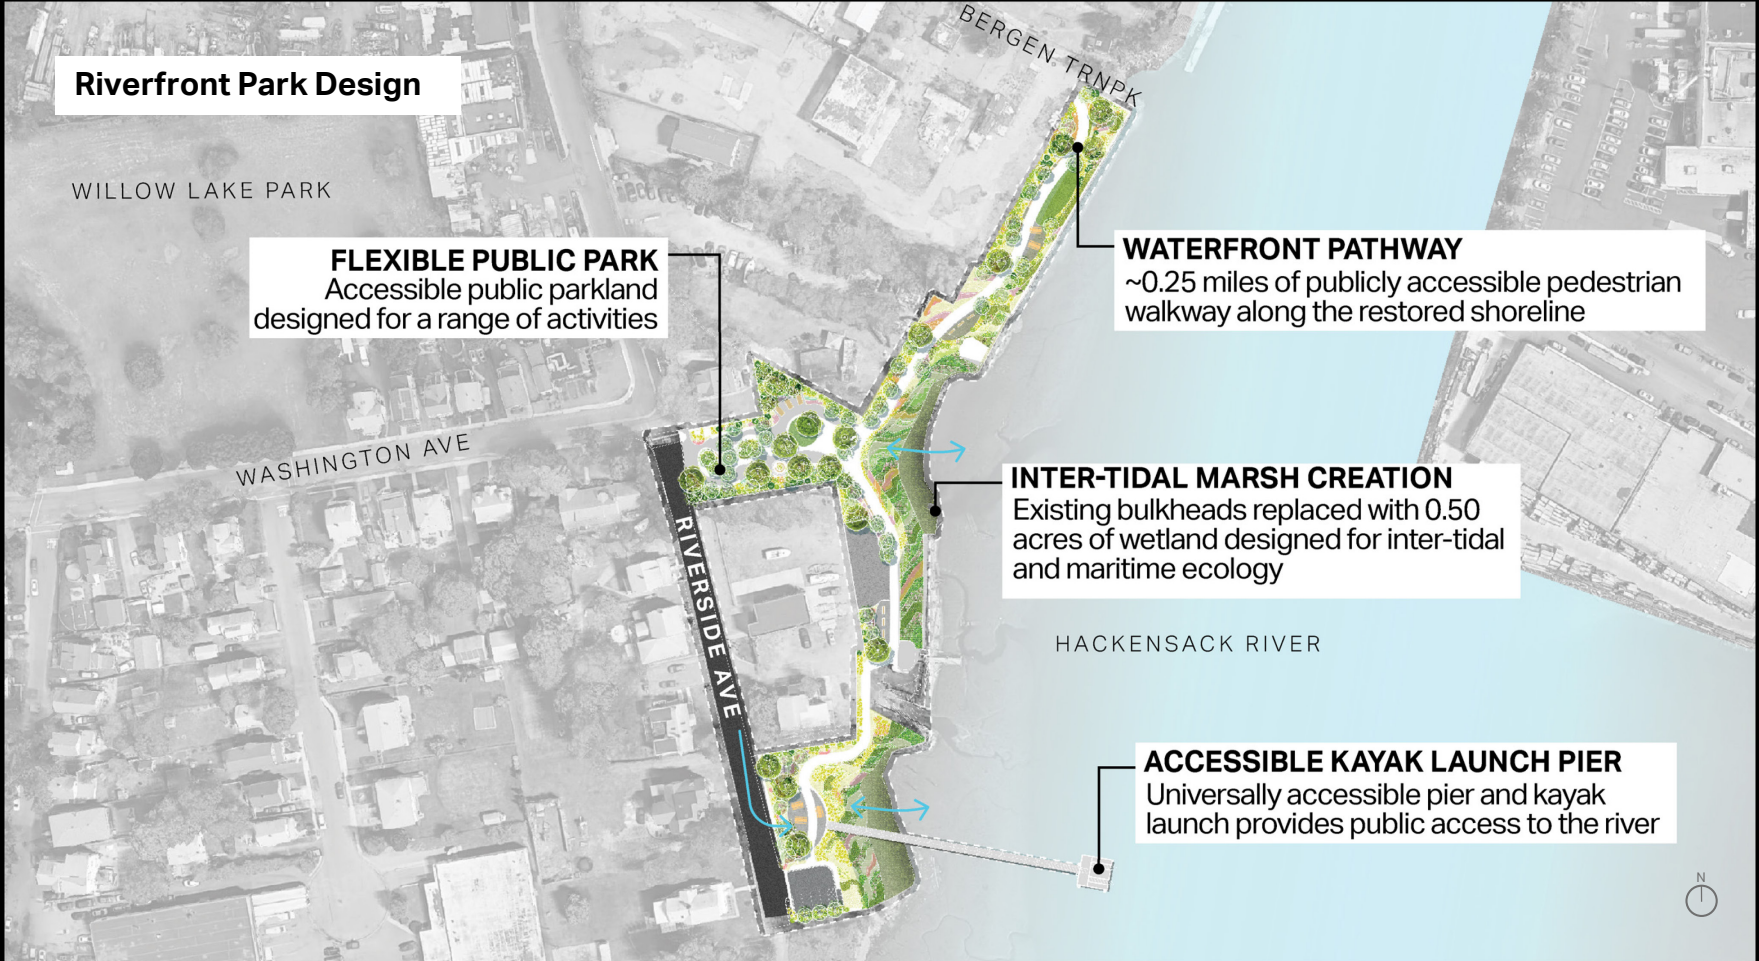 Riverfront Park Design
BERGEN TRNPK
WILLOW LAKE PARK
FLEXIBLE PUBLIC PARK
Accessible public parkland
designed for a range of activities
WATERFRONT PATHWAY
~0.25 miles of publicly accessible pedestrian
walkway along the restored shoreline
WASHINGTON AVE
INTER-TIDAL MARSH CREATION
Existing bulkheads replaced with 0.50
acres of wetland designed for inter-tidal
and maritime ecology
RIVERSIDE AVE
HACKENSACK RIVER
ACCESSIBLE KAYAK LAUNCH PIER
Universally accessible pier and kayak
launch provides public access to the river
N